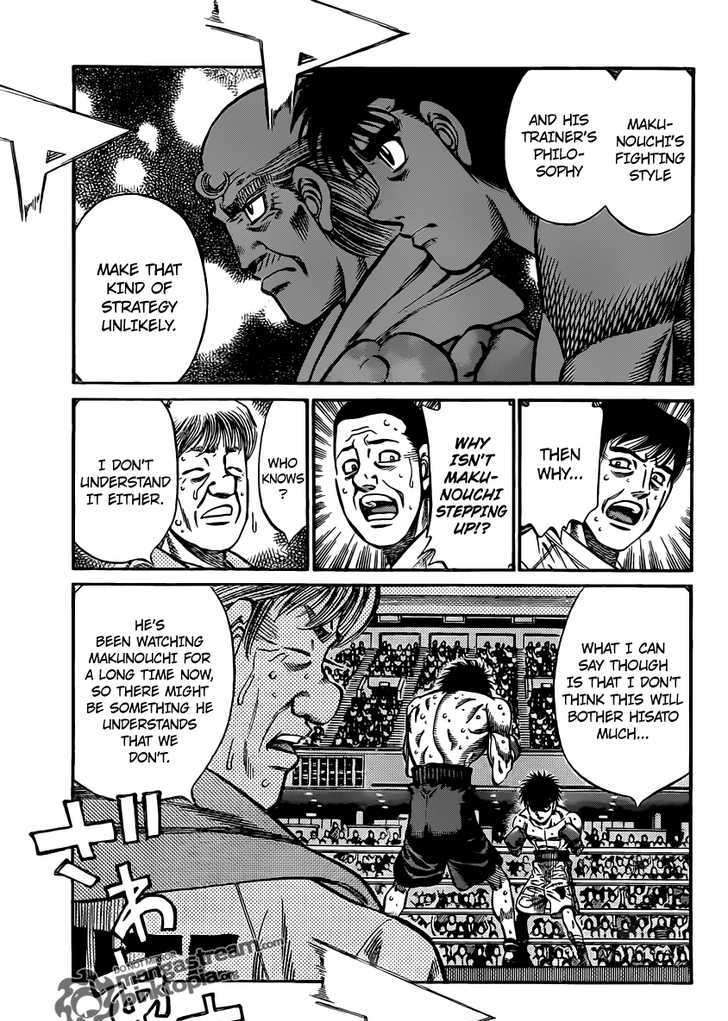 MAKU-
NOUCHI'S
FIGHTING
STYLE
AND HIS
TRAINER'S
PHILO-
SOPHY
MAKE THAT
KIND OF
STRATEGY
UNLIKELY.
THEN
WHY...
WHY
ISN'T
MAKU-
NOUCHI
STEPPING
UP!?
WHO
KNOWS
?
I DON'T
UNDERSTAND
IT EITHER.
WHAT I CAN
SAY THOUGH
IS THAT I DON'T
THINK THIS WILL
BOTHER HISATO
MUCH...
HE'S
BEEN WATCHING
MAKUNOUCHI FOR
A LONG TIME NOW,
SO THERE MIGHT
BE SOMETHING HE
UNDERSTANDS
THAT WE
DON'T.
わ
mangastream.com